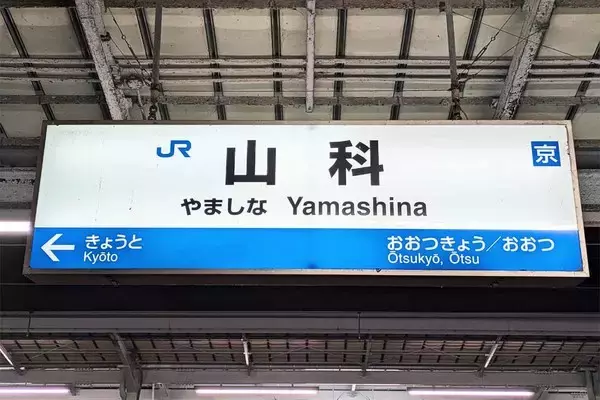 JR 山科 京
やましな Yamashina
← きょうと おおつきょう／おおつ
Kyōto Ōtsukyō, Ōtsu